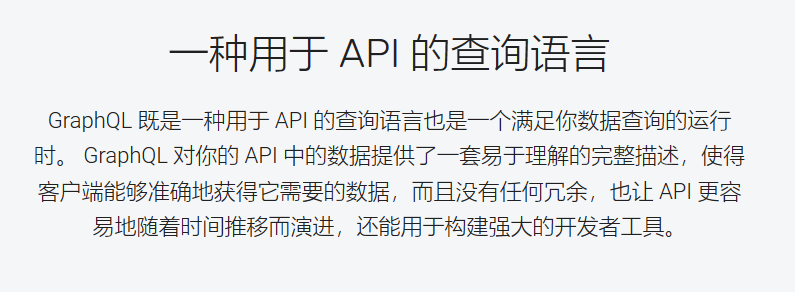 一种用于 API 的查询语言
GraphQL 既是一种用于 API 的查询语言也是一个满足你数据查询的运行
时。 GraphQL 对你的 API 中的数据提供了一套易于理解的完整描述，使得
客户端能够准确地获得它需要的数据，而且没有任何冗余，也让 API 更容
易地随着时间推移而演进，还能用于构建强大的开发者工具。